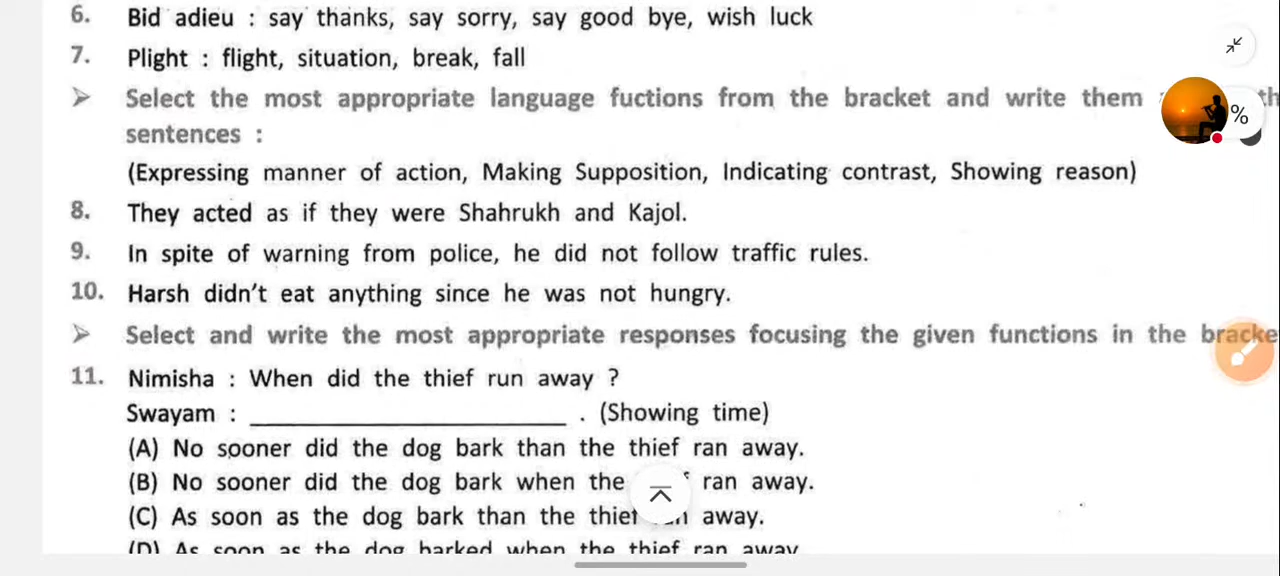 6. Bid adieu : say thanks, say sorry, say good bye, wish luck
7. Plight : flight, situation, break, fall
➢ Select the most appropriate language fuctions from the bracket and write them
sentences :
(Expressing manner of action, Making Supposition, Indicating contrast, Showing reason)
8. They acted as if they were Shahrukh and Kajol.
9. In spite of warning from police, he did not follow traffic rules.
10. Harsh didn't eat anything since he was not hungry.
➢ Select and write the most appropriate responses focusing the given functions in the
11. Nimisha : When did the thief run away ?
Swayam : ______________________ . (Showing time)
(A) No sooner did the dog bark than the thief ran away.
(B) No sooner did the dog bark when the ran away.
(C) As soon as the dog bark than the away.
(D) As soon as the dog barked when the thief ran away
%